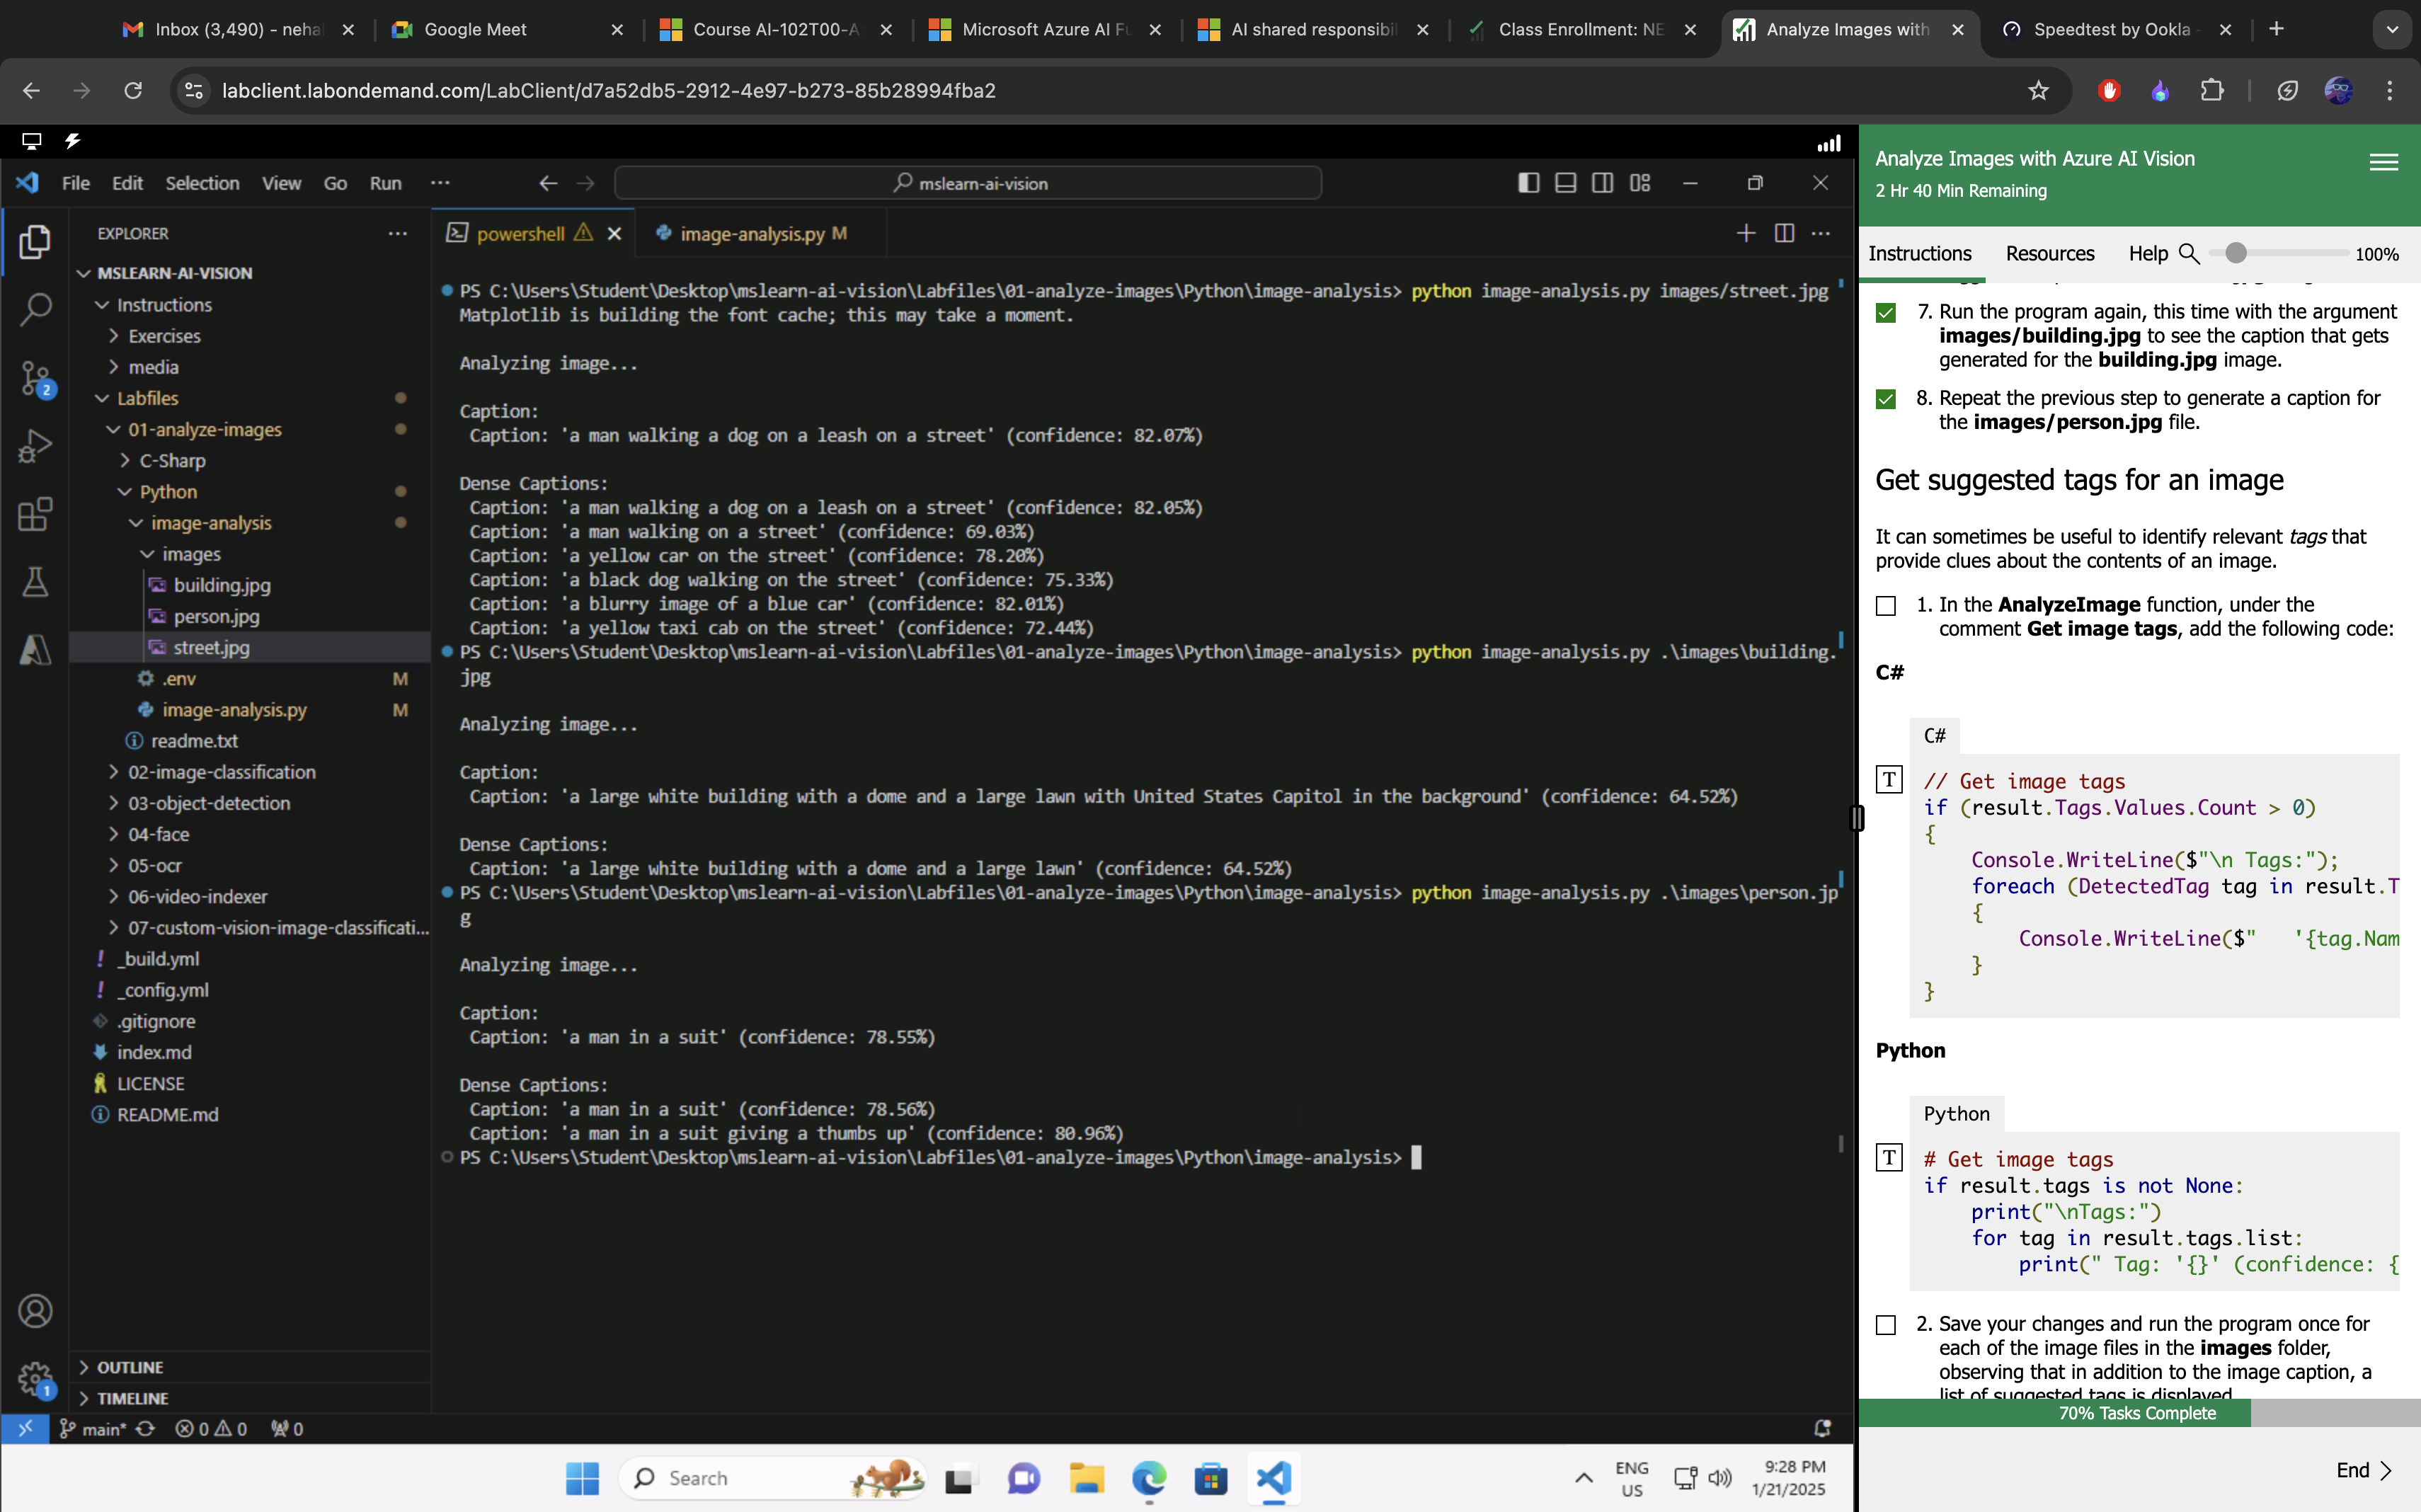 Inbox (3,490) - neha
Google Meet
Course AI-102T00-A
Microsoft Azure AI Fu
AI shared responsibil
Class Enrollment: NE
Analyze Images with
Speedtest by Ookla -
labclient.labondemand.com/LabClient/d7a52db5-2912-4e97-b273-85b28994fba2
File Edit Selection View Go Run ...
mslearn-ai-vision
EXPLORER
MSLEARN-AI-VISION
Instructions
Exercises
media
Labfiles
01-analyze-images
C-Sharp
Python
image-analysis
images
building.jpg
person.jpg
street.jpg
.env M
image-analysis.py M
readme.txt
02-image-classification
03-object-detection
04-face
05-ocr
06-video-indexer
07-custom-vision-image-classificati...
_build.yml
_config.yml
.gitignore
index.md
LICENSE
README.md
OUTLINE
TIMELINE
2
1
powershell
image-analysis.py M
PS C:\Users\Student\Desktop\mslearn-ai-vision\Labfiles\01-analyze-images\Python\image-analysis> python image-analysis.py images/street.jpg
Matplotlib is building the font cache; this may take a moment.
Analyzing image...
Caption:
Caption: 'a man walking a dog on a leash on a street' (confidence: 82.07%)
Dense Captions:
Caption: 'a man walking a dog on a leash on a street' (confidence: 82.05%)
Caption: 'a man walking on a street' (confidence: 69.03%)
Caption: 'a yellow car on the street' (confidence: 78.20%)
Caption: 'a black dog walking on the street' (confidence: 75.33%)
Caption: 'a blurry image of a blue car' (confidence: 82.01%)
Caption: 'a yellow taxi cab on the street' (confidence: 72.44%)
PS C:\Users\Student\Desktop\mslearn-ai-vision\Labfiles\01-analyze-images\Python\image-analysis> python image-analysis.py .\images\building.
jpg
Analyzing image...
Caption:
Caption: 'a large white building with a dome and a large lawn with United States Capitol in the background' (confidence: 64.52%)
Dense Captions:
Caption: 'a large white building with a dome and a large lawn' (confidence: 64.52%)
PS C:\Users\Student\Desktop\mslearn-ai-vision\Labfiles\01-analyze-images\Python\image-analysis> python image-analysis.py .\images\person.jp
g
Analyzing image...
Caption:
Caption: 'a man in a suit' (confidence: 78.55%)
Dense Captions:
Caption: 'a man in a suit' (confidence: 78.56%)
Caption: 'a man in a suit giving a thumbs up' (confidence: 80.96%)
PS C:\Users\Student\Desktop\mslearn-ai-vision\Labfiles\01-analyze-images\Python\image-analysis>
main* 0 0 0
Search
ENG
US
9:28 PM
1/21/2025
Analyze Images with Azure AI Vision
2 Hr 40 Min Remaining
Instructions Resources Help 100%
7. Run the program again, this time with the argument
images/building.jpg to see the caption that gets
generated for the building.jpg image.
8. Repeat the previous step to generate a caption for
the images/person.jpg file.
Get suggested tags for an image
It can sometimes be useful to identify relevant tags that
provide clues about the contents of an image.
1. In the AnalyzeImage function, under the
comment Get image tags, add the following code:
C#
C#
T
// Get image tags
if (result.Tags.Values.Count > 0)
{
Console.WriteLine($"\n Tags:");
foreach (DetectedTag tag in result.T
{
Console.WriteLine($"   '{tag.Nam
}
}
Python
Python
T
# Get image tags
if result.tags is not None:
print("\nTags:")
for tag in result.tags.list:
print(" Tag: '{}' (confidence: {
2. Save your changes and run the program once for
each of the image files in the images folder,
observing that in addition to the image caption, a
list of suggested tags is displayed
70% Tasks Complete
End